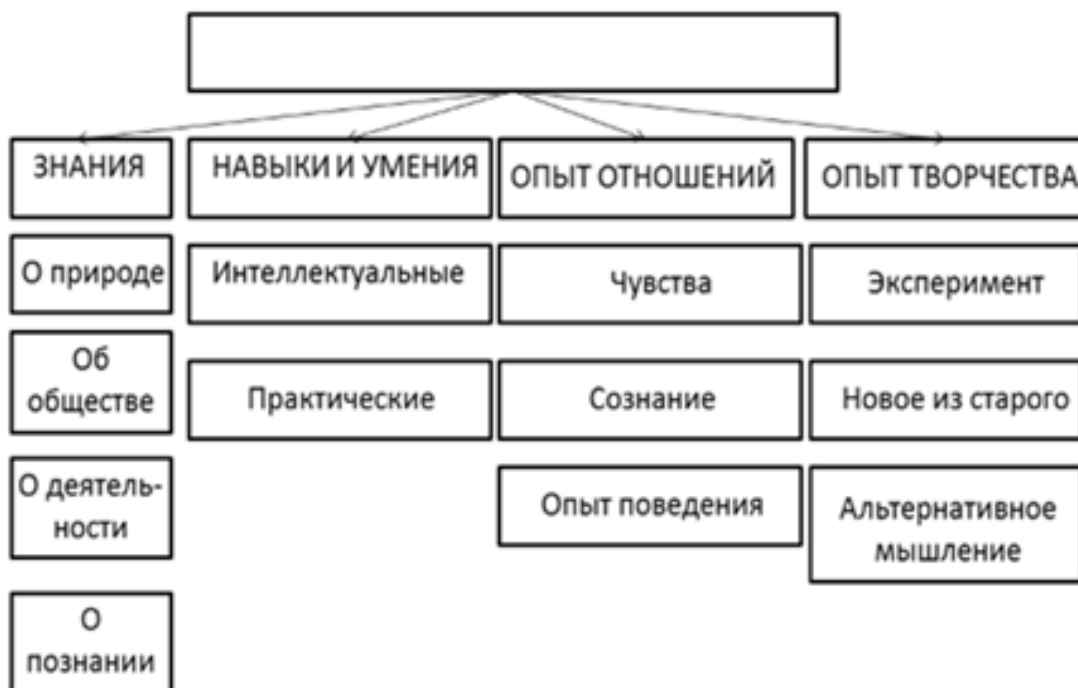 ЗНАНИЯ
НАВЫКИ И УМЕНИЯ
ОПЫТ ОТНОШЕНИЙ
ОПЫТ ТВОРЧЕСТВА
О природе
Интеллектуальные
Чувства
Эксперимент
Об
обществе
Практические
Сознание
Новое из старого
О деятель-
ности
Опыт поведения
Альтернативное
мышление
О
познании